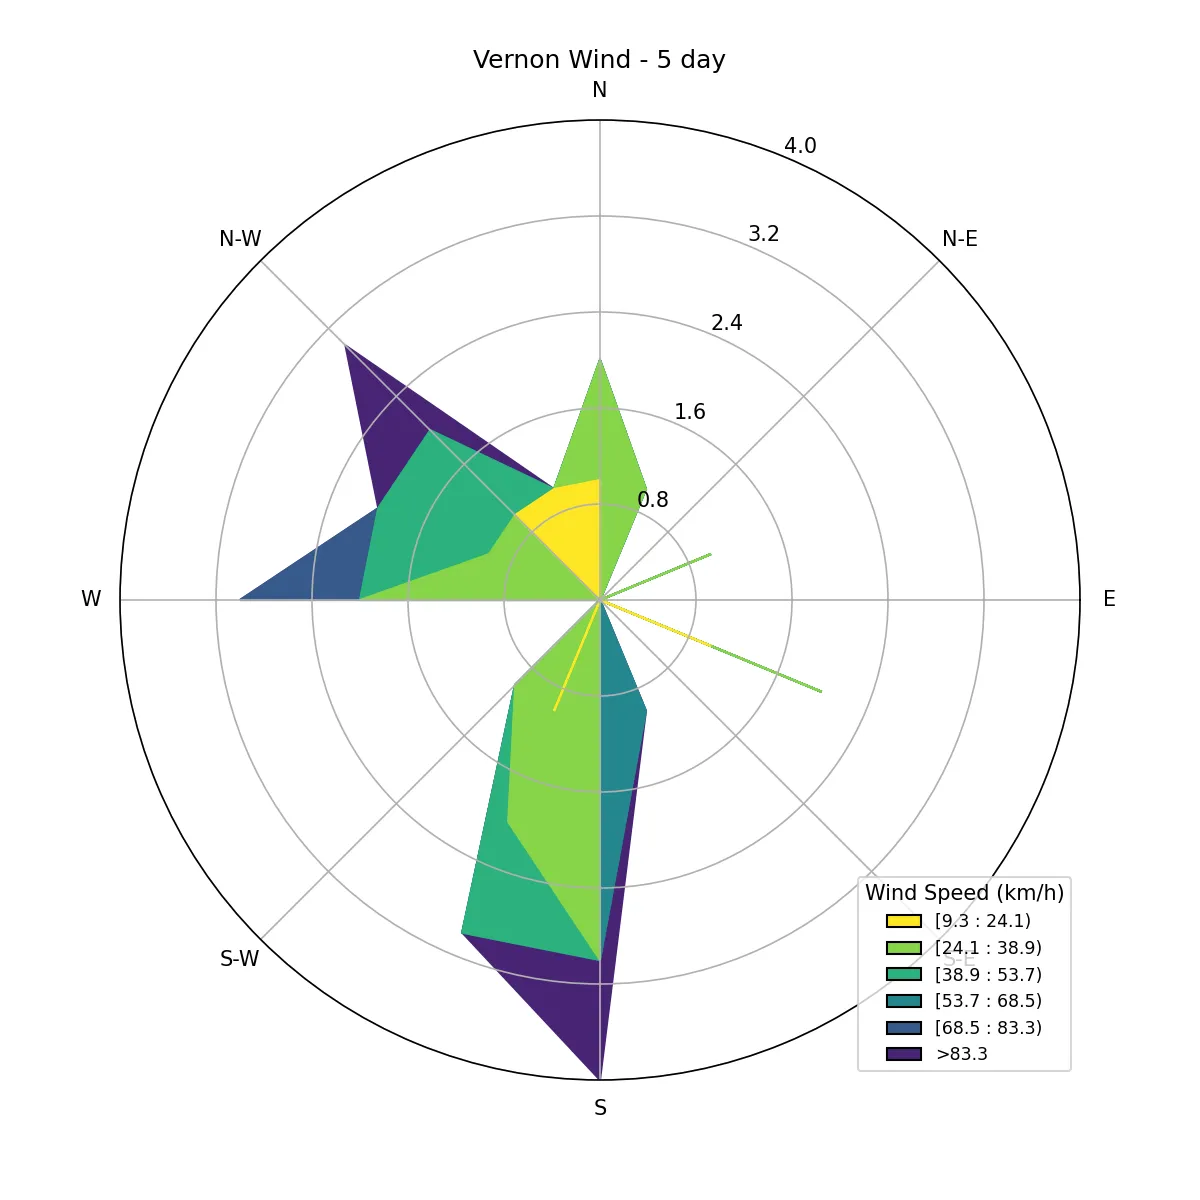 Vernon Wind - 5 day
N
4.0
N-W
N-E
3.2
2.4
1.6
0.8
W
E
Wind Speed (km/h)
[9.3 : 24.1)
[24.1 : 38.9)
S-W
S-E
[38.9 : 53.7)
[53.7 : 68.5)
[68.5 : 83.3)
>83.3
S